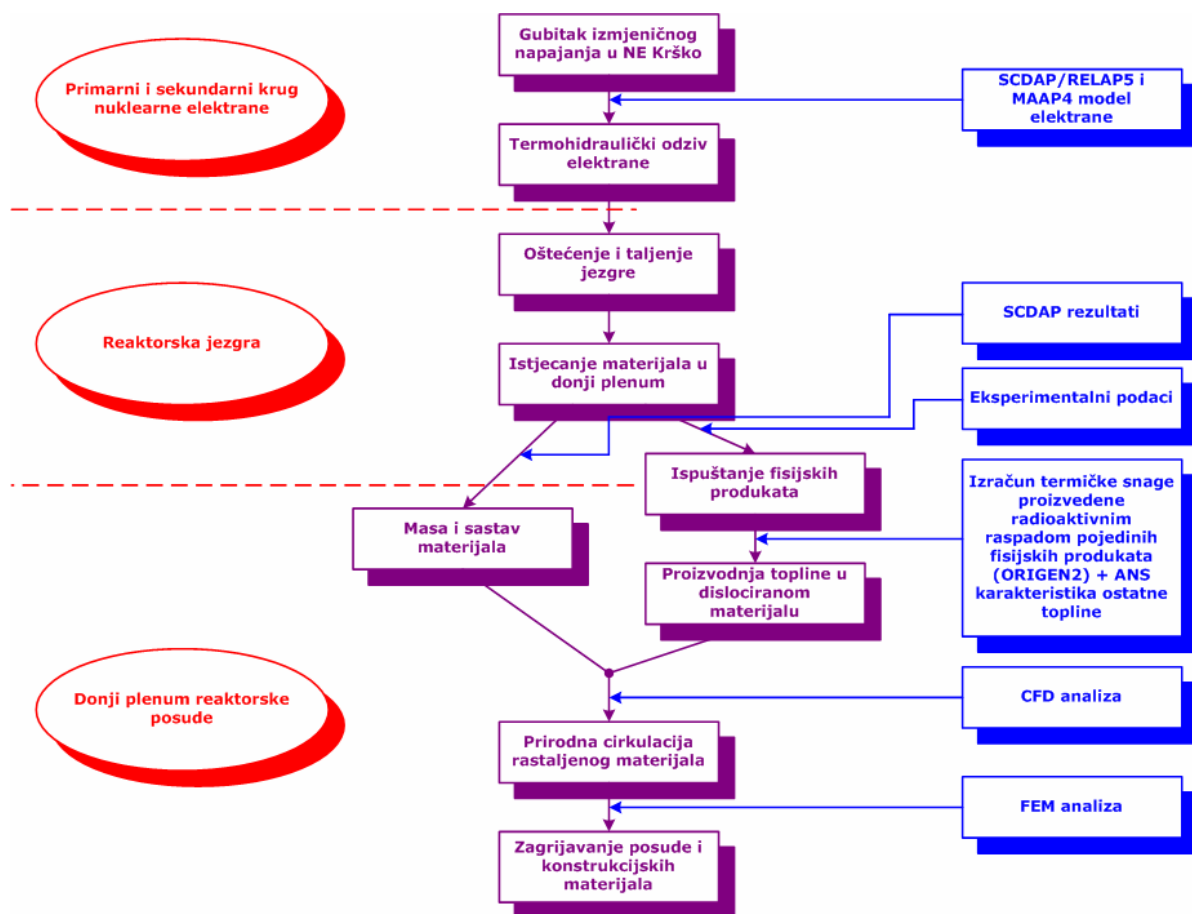 Gubitak izmjeničnog
napajanja u NE Krško
Primarni i sekundarni krug
nuklearne elektrane
SCDAP/RELAP5 i
MAAP4 model
elektrane
Termohidraulički odziv
elektrane
Oštećenje i taljenje
jezgre
Reaktorska jezgra
SCDAP rezultati
Istjecanje materijala u
donji plenum
Eksperimentalni podaci
Ispuštanje fisijskih
produkata
Izračun termičke snage
proizvedene
radioaktivnim
raspadom pojedinih
fisijskih produkata
(ORIGEN2) + ANS
karakteristika ostatne
topline
Masa i sastav
materijala
Proizvodnja topline u
dislociranom
materijalu
Donji plenum reaktorske
posude
CFD analiza
Prirodna cirkulacija
rastaljenog materijala
FEM analiza
Zagrijavanje posude i
konstrukcijskih
materijala